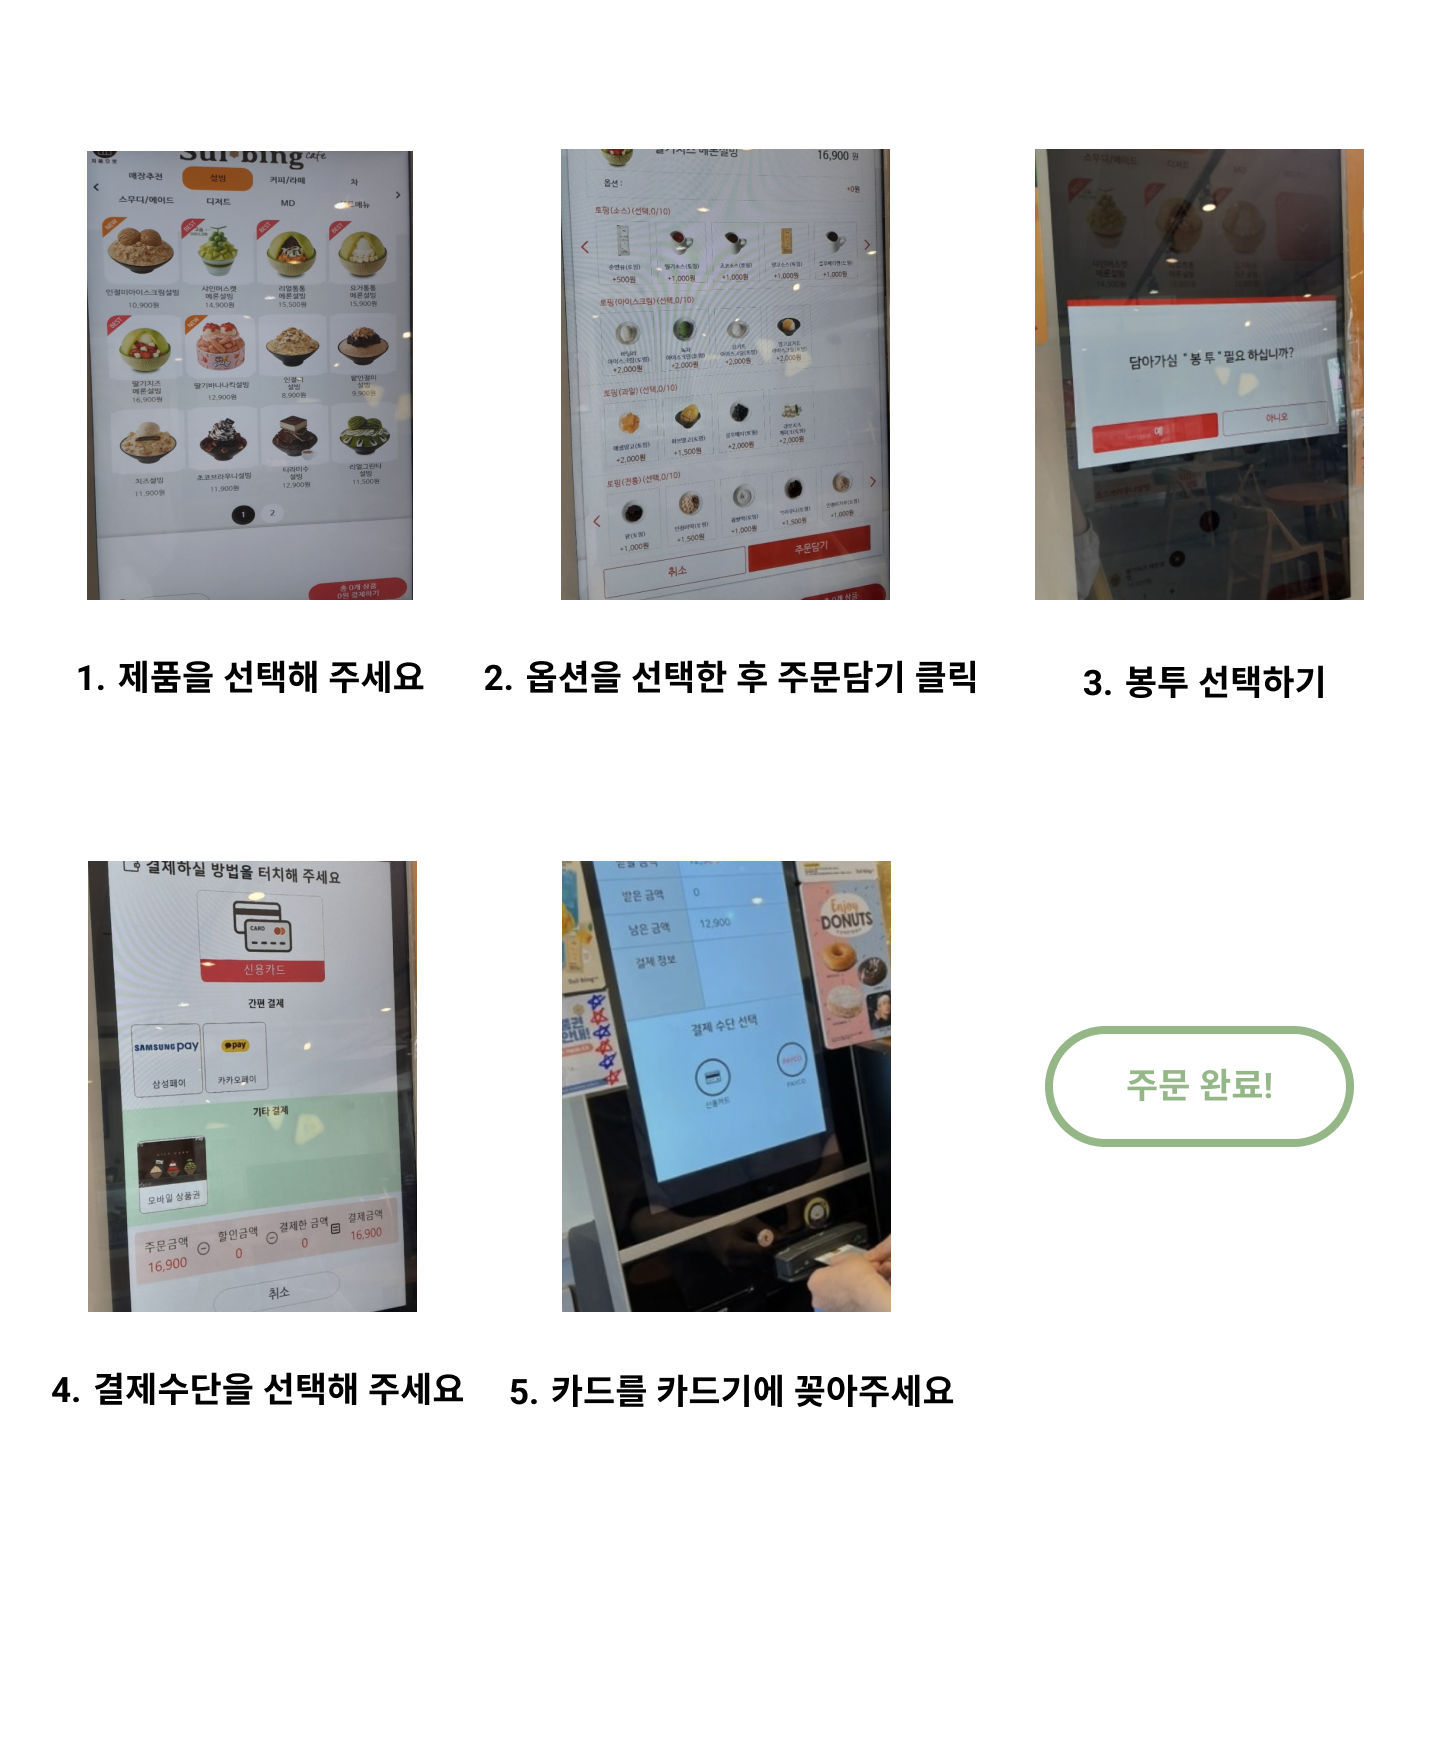 Sul bing cafe
매장추천 설빙 커피/라떼 차
스무디/에이드 디저트 MD
인절미아이스크림설빙
10,900원
샤인머스캣
메론설빙
14,900원
리얼통통
메론설빙
15,500원
요거통통
메론설빙
15,900원
딸기치즈
메론설빙
16,900원
딸기바나나킥설빙
12,900원
인절미
설빙
8,900원
팥인절미
설빙
9,900원
치즈설빙
11,900원
초코브라우니설빙
11,900원
티라미수
설빙
12,900원
리얼그린티
설빙
11,500원
1 2
총 0개 상품
0원 결제하기
딸기치즈 메론설빙 16,900 원
옵션 : +0원
토핑(소스) (선택,0/10)
+500원 +1,000원 +1,000원 +1,000원 +1,000원
토핑(아이스크림) (선택,0/10)
+2,000원 +2,000원 +2,000원 +2,000원
토핑(과일) (선택,0/10)
+2,000원 +1,500원 +2,000원 +2,000원
토핑(전통) (선택,0/10)
+1,000원 +1,500원 +1,000원 +1,500원 +1,000원
취소 주문담기
총 0개 상품
담아가실 "봉 투" 필요 하십니까?
예 아니오
1. 제품을 선택해 주세요
2. 옵션을 선택한 후 주문담기 클릭
3. 봉투 선택하기
결제하실 방법을 터치해 주세요
CARD
신용카드
간편 결제
SAMSUNG pay pay
삼성페이 카카오페이
기타 결제
모바일 상품권
주문금액 할인금액 결제한 금액 결제금액
16,900 0 0 16,900
취소
받은 금액 0
남은 금액 12,900
결제 정보
결제 수단 선택
PAYCO
신용카드 PAYCO
Enjoy
DONUTS
주문 완료!
4. 결제수단을 선택해 주세요
5. 카드를 카드기에 꽂아주세요